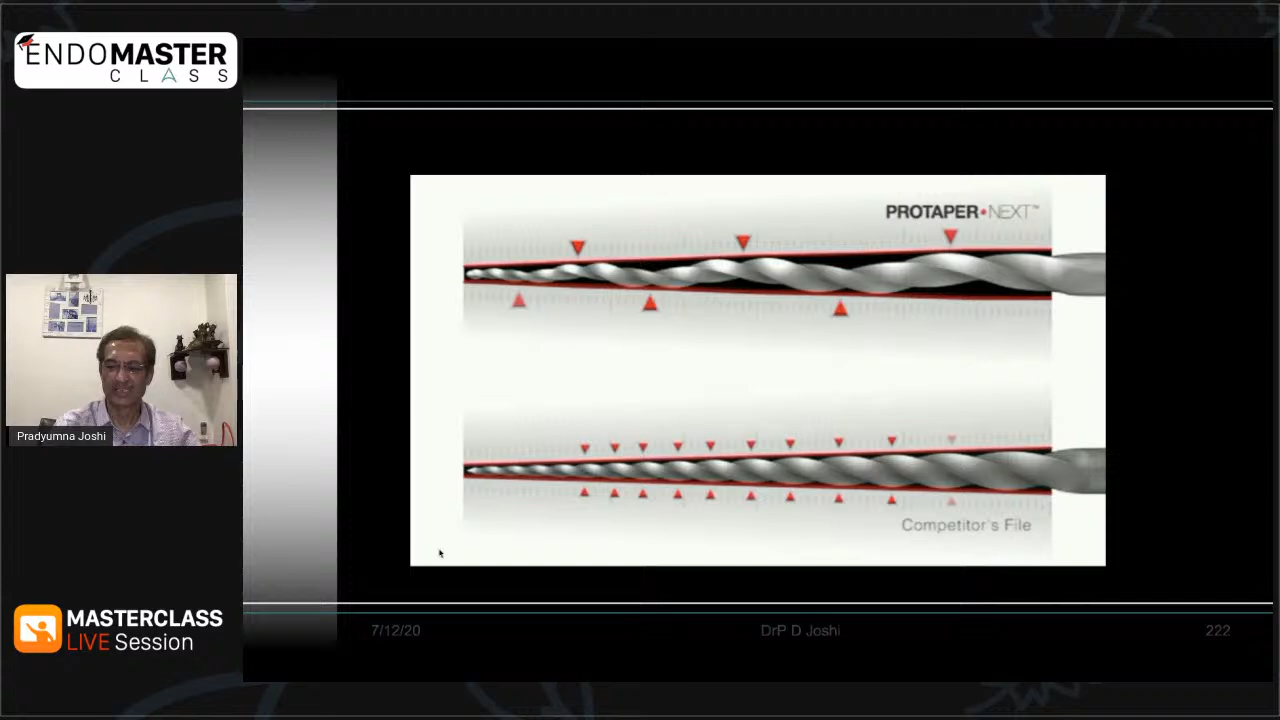 ENDOMASTER
CLASS
PROTAPER•NEXT™
Pradyumna Joshi
Competitor's File
MASTERCLASS
LIVE Session
7/12/20
DrP D Joshi
222